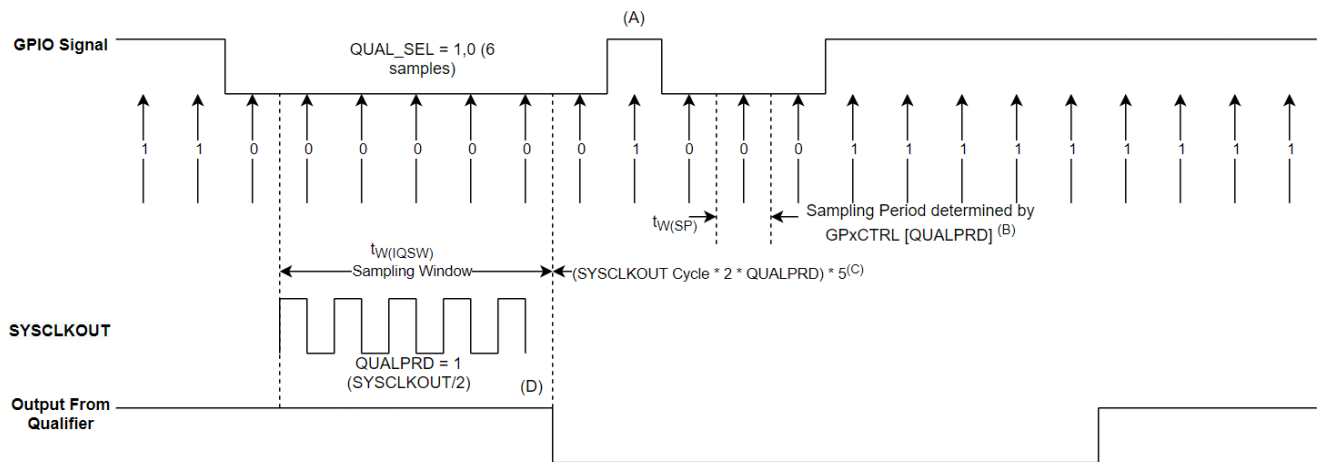 (A)
GPIO Signal
QUAL_SEL = 1,0 (6
samples)
1 1 0 0 0 0 0 0 0 1 0 0 0 1 1 1 1 1 1 1 1 1
tW(SP)
Sampling Period determined by
GPxCTRL [QUALPRD] (B)
tW(IQSW)
Sampling Window
(SYSCLKOUT Cycle * 2 * QUALPRD) * 5(C)
SYSCLKOUT
QUALPRD = 1
(SYSCLKOUT/2)
(D)
Output From
Qualifier